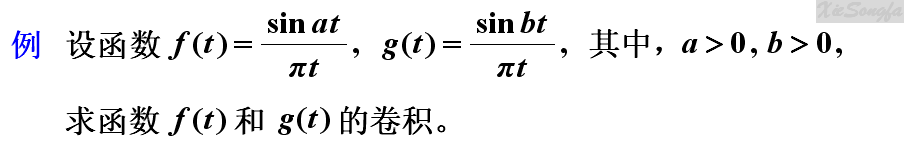 XieSongfa
例 设函数 f(t) = sin at / πt, g(t) = sin bt / πt, 其中, a > 0, b > 0,
求函数 f(t) 和 g(t) 的卷积。